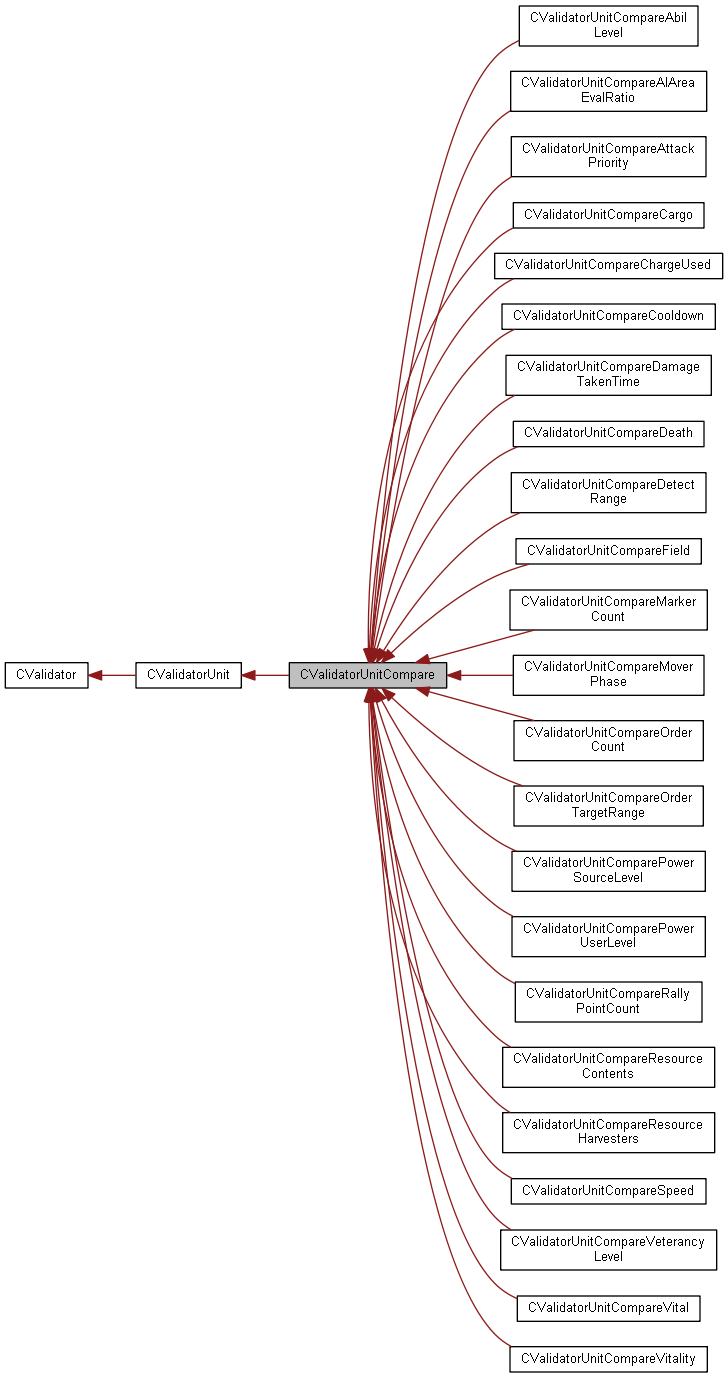 CValidatorUnitCompareAbil
Level
CValidatorUnitCompareAIArea
EvalRatio
CValidatorUnitCompareAttack
Priority
CValidatorUnitCompareCargo
CValidatorUnitCompareChargeUsed
CValidatorUnitCompareCooldown
CValidatorUnitCompareDamage
TakenTime
CValidatorUnitCompareDeath
CValidatorUnitCompareDetect
Range
CValidatorUnitCompareField
CValidatorUnitCompareMarker
Count
CValidator
CValidatorUnit
CValidatorUnitCompare
CValidatorUnitCompareMover
Phase
CValidatorUnitCompareOrder
Count
CValidatorUnitCompareOrder
TargetRange
CValidatorUnitComparePower
SourceLevel
CValidatorUnitComparePower
UserLevel
CValidatorUnitCompareRally
PointCount
CValidatorUnitCompareResource
Contents
CValidatorUnitCompareResource
Harvesters
CValidatorUnitCompareSpeed
CValidatorUnitCompareVeterancy
Level
CValidatorUnitCompareVital
CValidatorUnitCompareVitality